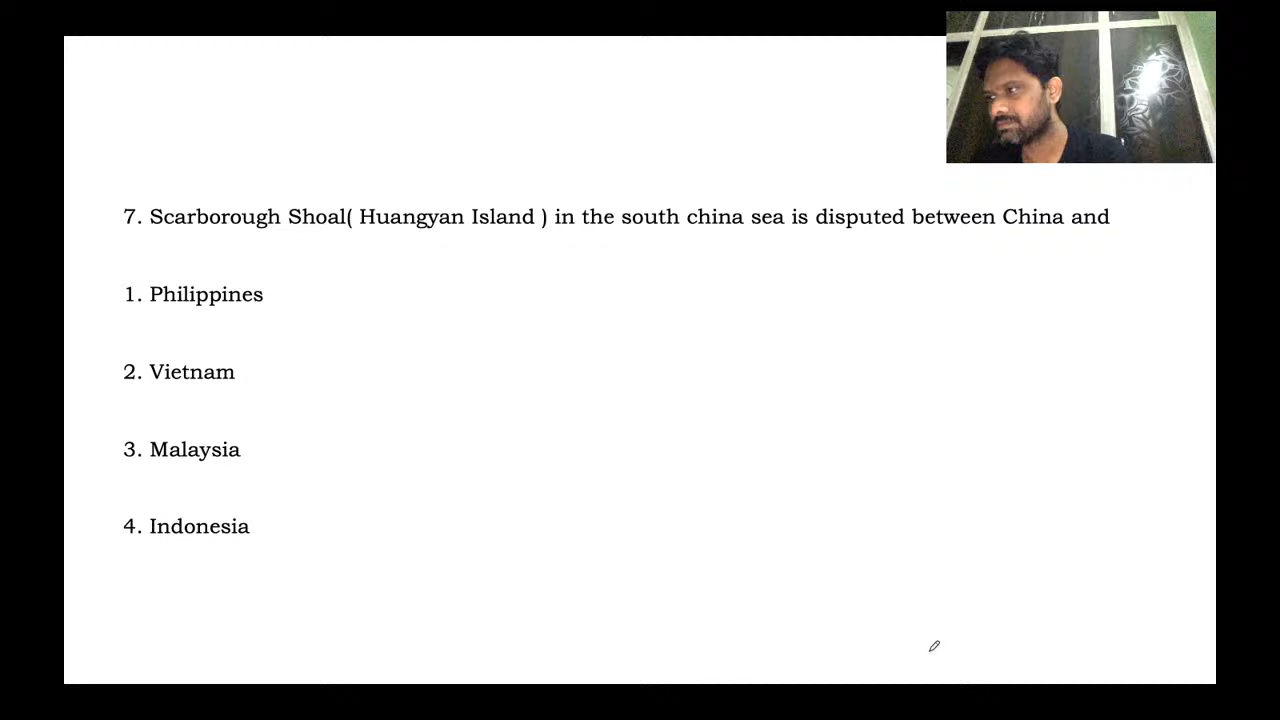 7. Scarborough Shoal( Huangyan Island ) in the south china sea is disputed between China and
1. Philippines
2. Vietnam
3. Malaysia
4. Indonesia